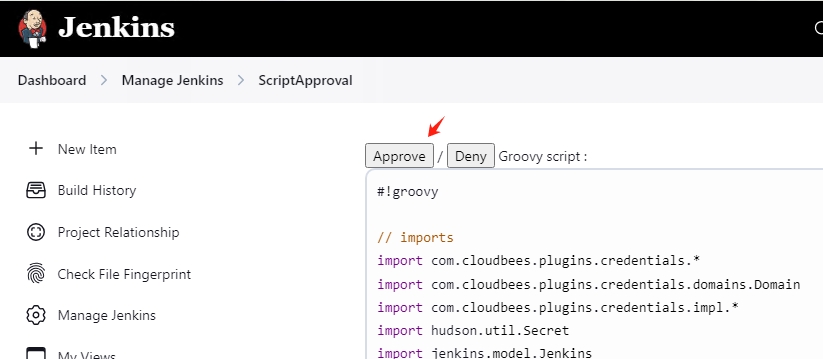 Jenkins
Dashboard > Manage Jenkins > ScriptApproval
New Item
Build History
Project Relationship
Check File Fingerprint
Manage Jenkins
My Views
Approve / Deny Groovy script :
#!groovy
// imports
import com.cloudbees.plugins.credentials.*
import com.cloudbees.plugins.credentials.domains.Domain
import com.cloudbees.plugins.credentials.impl.*
import hudson.util.Secret
import jenkins.model.Jenkins